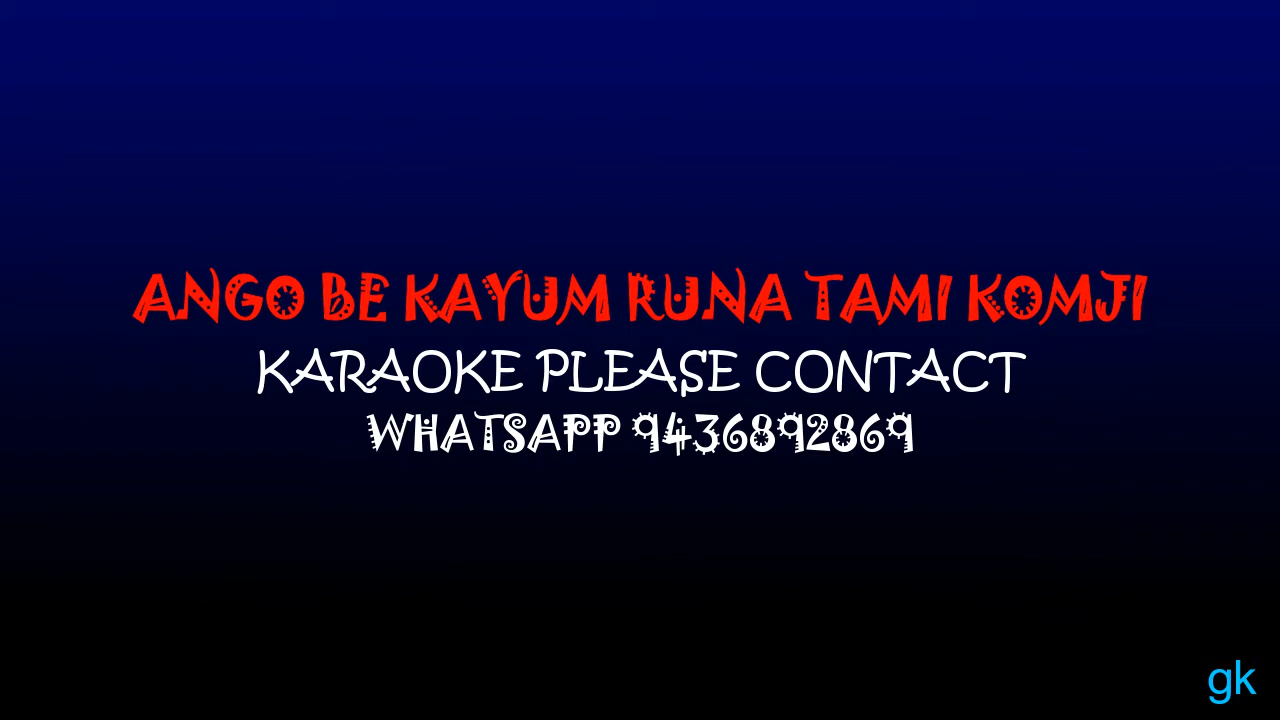 ANGO BE KAYUM RUNA TAMI KOMJI
KARAOKE PLEASE CONTACT
WHATSAPP 9436892869
gk